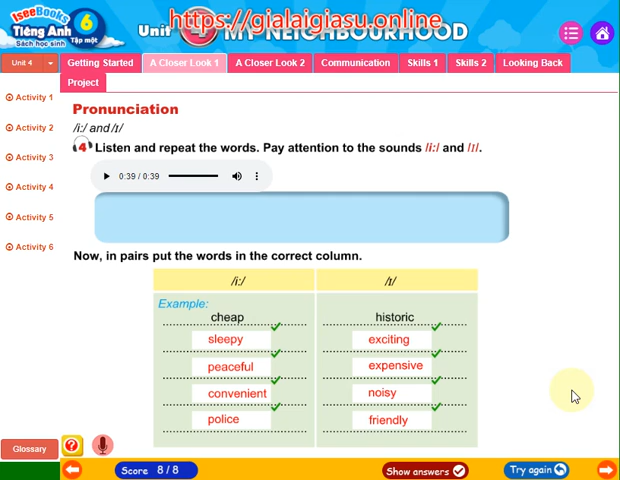 IseeBooks
Tiếng Anh 6
Sách học sinh Tập một
Unit 4 MY NEIGHBOURHOOD
https://gialaigiasu.online
Unit 4
Getting Started
A Closer Look 1
A Closer Look 2
Communication
Skills 1
Skills 2
Looking Back
Project
Activity 1
Activity 2
Activity 3
Activity 4
Activity 5
Activity 6
Pronunciation
/i:/ and /ɪ/
4 Listen and repeat the words. Pay attention to the sounds /i:/ and /ɪ/.
0:39 / 0:39
Now, in pairs put the words in the correct column.
/i:/ /ɪ/
Example:
cheap historic
sleepy exciting
peaceful expensive
convenient noisy
police friendly
Glossary
?
Score 8 / 8
Show answers
Try again